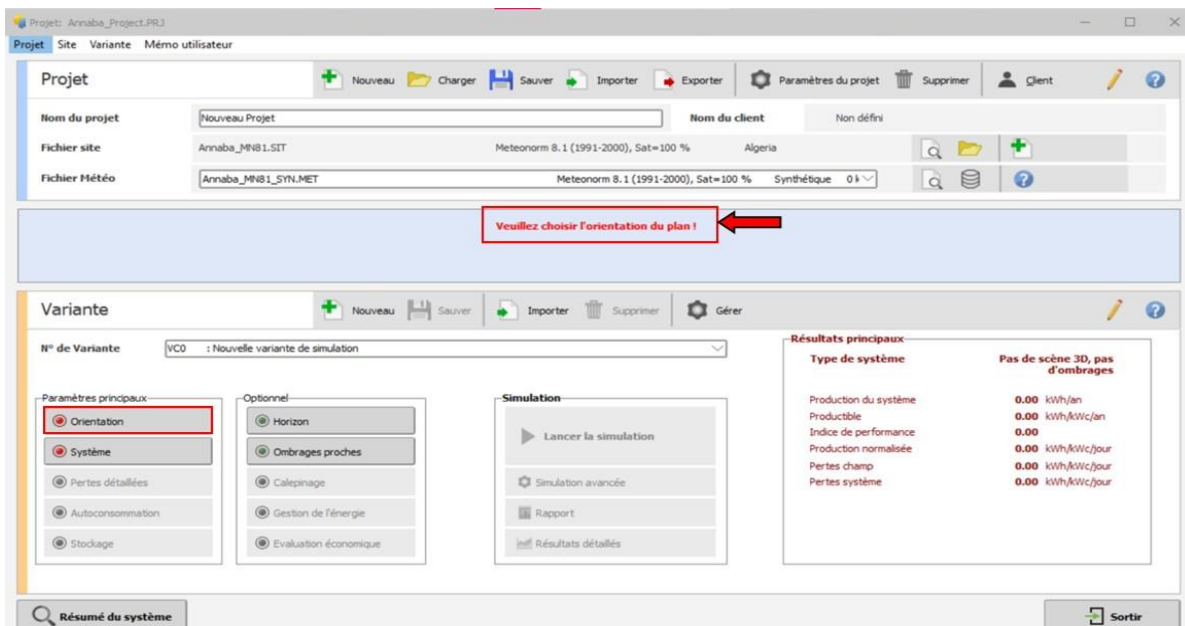 Projet: Annaba_Project.PRJ
Projet Site Variante Mémo utilisateur
Projet Nouveau Charger Sauver Importer Exporter Paramètres du projet Supprimer Client
Nom du projet Nouveau Projet Nom du client Non défini
Fichier site Annaba_MN81.SIT Meteonorm 8.1 (1991-2000), Sat=100 % Algeria
Fichier Météo Annaba_MN81_SYN.MET Meteonorm 8.1 (1991-2000), Sat=100 % Synthétique 0 k
Veuillez choisir l'orientation du plan !
Variante Nouveau Sauver Importer Supprimer Gérer
N° de Variante VC0 : Nouvelle variante de simulation
Résultats principaux
Type de système Pas de scène 3D, pas
d'ombrages
Production du système 0.00 kWh/an
Productible 0.00 kWh/kWc/an
Indice de performance 0.00
Production normalisée 0.00 kWh/kWc/jour
Pertes champ 0.00 kWh/kWc/jour
Pertes système 0.00 kWh/kWc/jour
Paramètres principaux
Orientation
Système
Pertes détaillées
Autoconsommation
Stockage
Optionnel
Horizon
Ombrages proches
Calepinage
Gestion de l'énergie
Evaluation économique
Simulation
Lancer la simulation
Simulation avancée
Rapport
Résultats détaillés
Résumé du système Sortir